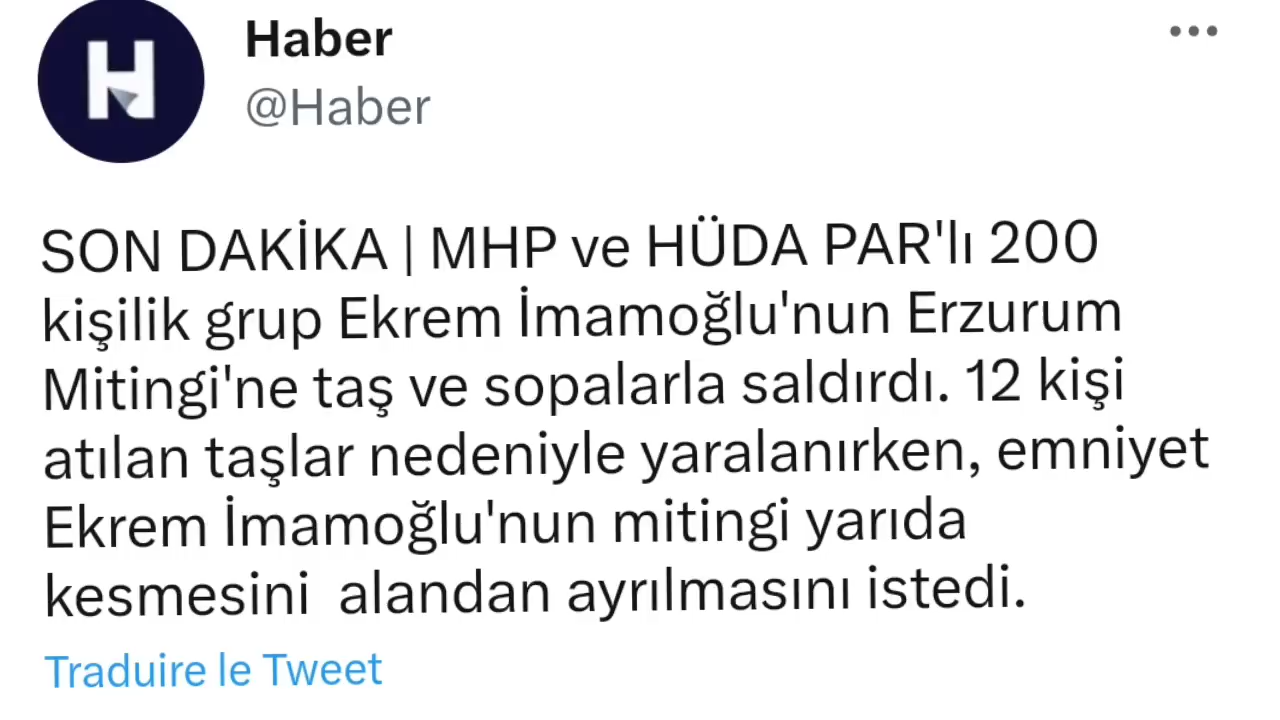 Haber
@Haber
SON DAKİKA | MHP ve HÜDA PAR'lı 200
kişilik grup Ekrem İmamoğlu'nun Erzurum
Mitingi'ne taş ve sopalarla saldırdı. 12 kişi
atılan taşlar nedeniyle yaralanırken, emniyet
Ekrem İmamoğlu'nun mitingi yarıda
kesmesini  alandan ayrılmasını istedi.
Traduire le Tweet